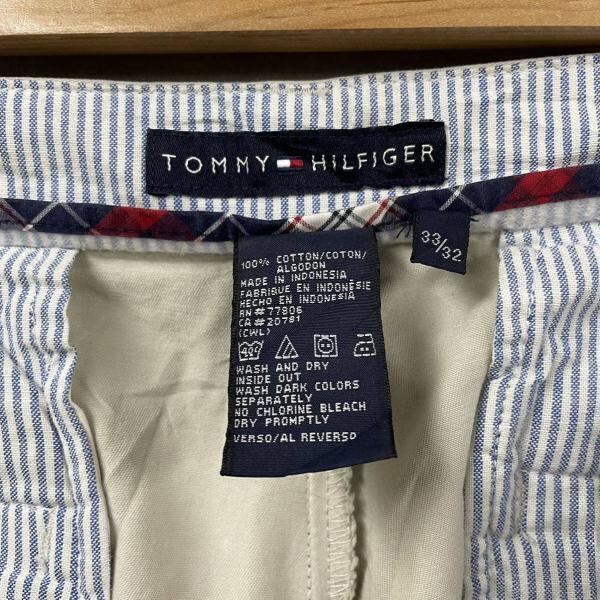 TOMMY HILFIGER
33/32
100% COTTON/COTON/
ALGODON
MADE IN INDONESIA
FABRIQUE EN INDONESIE
HECHO EN INDONESIA
RN#77806
CA#20781
(CWL)
40C
WASH AND DRY
INSIDE OUT
WASH DARK COLORS
SEPARATELY
NO CHLORINE BLEACH
DRY PROMPTLY
VERSO/AL REVERSO